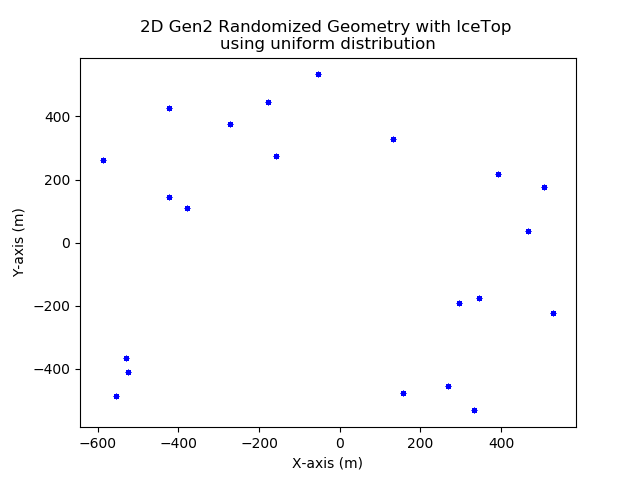 2D Gen2 Randomized Geometry with IceTop
using uniform distribution
Y-axis (m)
400
200
0
−200
−400
−600
−400
−200
0
200
400
X-axis (m)